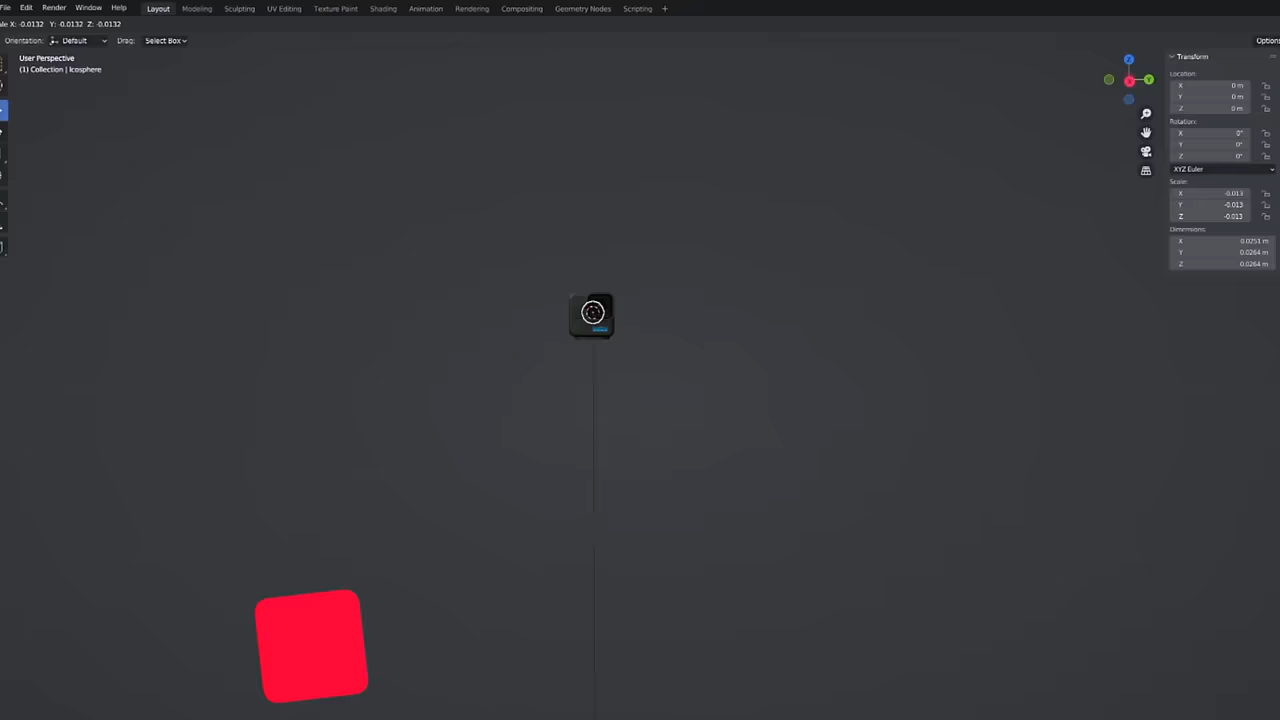 File Edit Render Window Help Layout Modeling Sculpting UV Editing Texture Paint Shading Animation Rendering Compositing Geometry Nodes Scripting +
X: -0.0132 Y: -0.0132 Z: -0.0132
Orientation: Default Drag: Select Box Options
User Perspective
(1) Collection | Icosphere
Z
Y
X
Transform
Location:
X 0 m
Y 0 m
Z 0 m
Rotation:
X 0°
Y 0°
Z 0°
XYZ Euler
Scale:
X -0.013
Y -0.013
Z -0.013
Dimensions:
X 0.0251 m
Y 0.0264 m
Z 0.0264 m